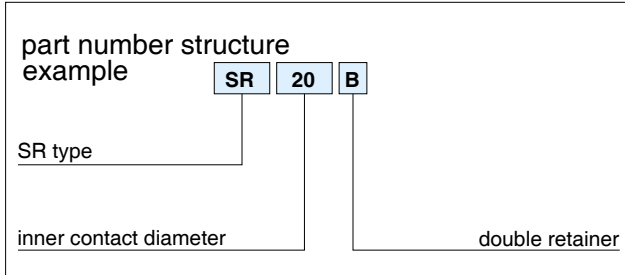 part number structure
example
SR 20 B
SR type
inner contact diameter
double retainer